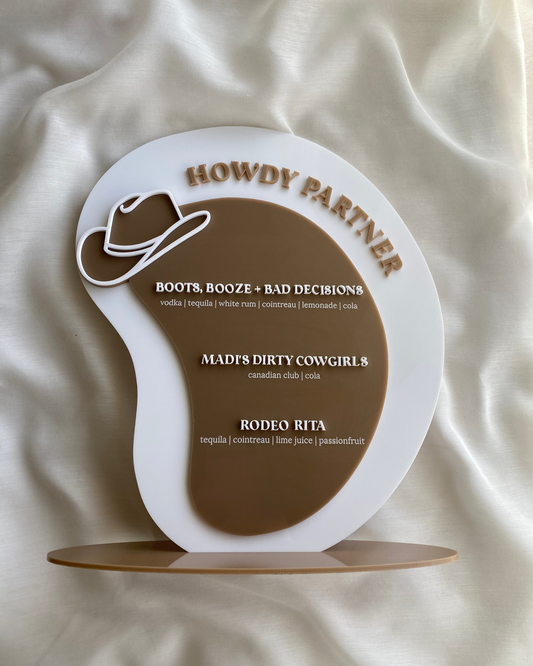 HOWDY PARTNER
BOOTS, BOOZE + BAD DECISIONS
vodka | tequila | white rum | cointreau | lemonade | cola
MADI'S DIRTY COWGIRLS
canadian club | cola
RODEO RITA
tequila | cointreau | lime juice | passionfruit